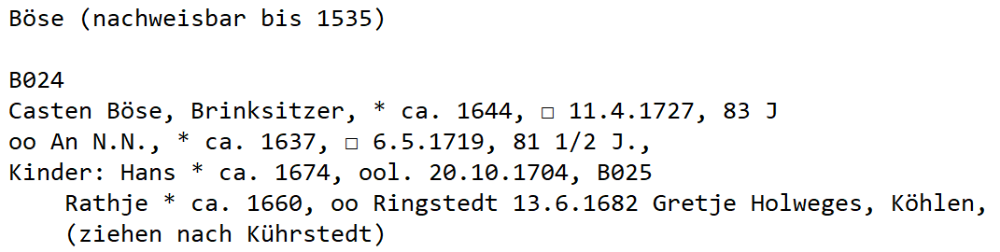 Böse (nachweisbar bis 1535)
B024
Casten Böse, Brinksitzer, * ca. 1644, □ 11.4.1727, 83 J
oo An N.N., * ca. 1637, □ 6.5.1719, 81 1/2 J.,
Kinder: Hans * ca. 1674, ool. 20.10.1704, B025
Rathje * ca. 1660, oo Ringstedt 13.6.1682 Gretje Holweges, Köhlen,
(ziehen nach Kührstedt)